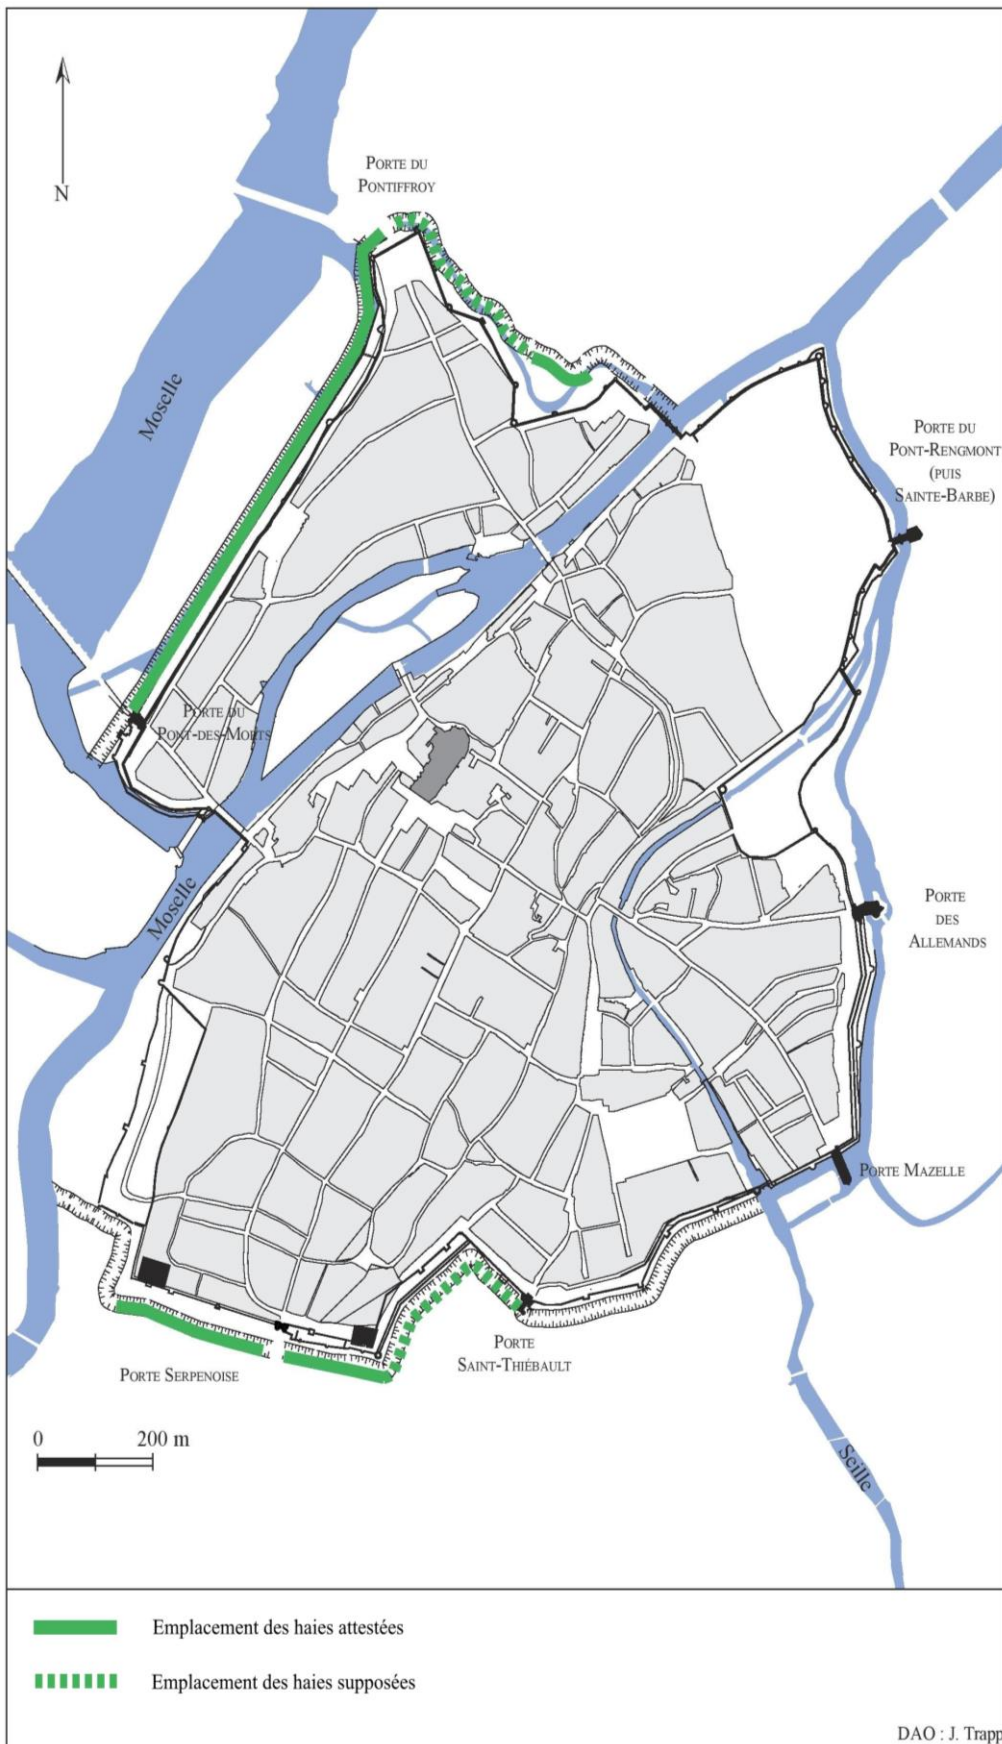 PORTE DU
PONTIFFROY
N
Moselle
PORTE DU
PONT-RENGMONT
(PUIS
SAINTE-BARBE)
PORTE DU
PONT-DES-MORTS
Moselle
PORTE
DES
ALLEMANDS
PORTE MAZELLE
PORTE
SAINT-THIÉBAULT
PORTE SERPENOISE
0 200 m
Seille
Emplacement des haies attestées
Emplacement des haies supposées
DAO : J. Trapp